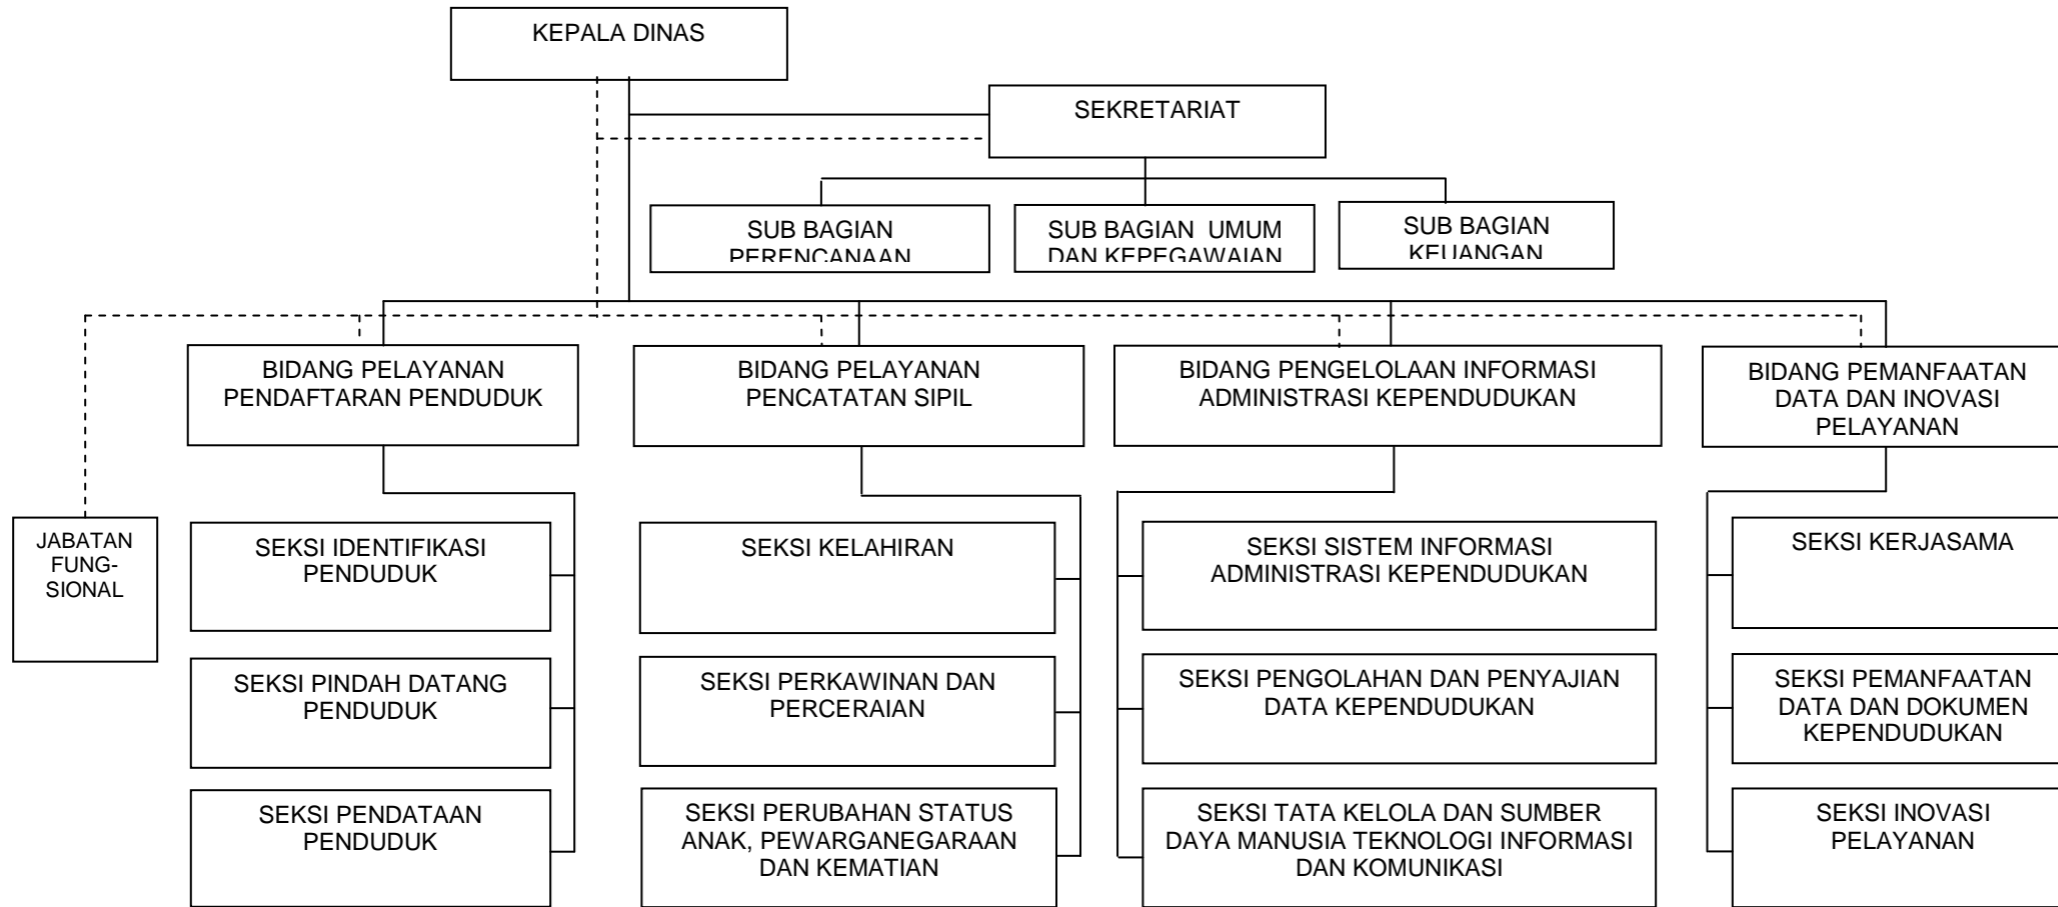 KEPALA DINAS
SEKRETARIAT
SUB BAGIAN
PERENCANAAN
SUB BAGIAN  UMUM
DAN KEPEGAWAIAN
SUB BAGIAN
KEUANGAN
BIDANG PELAYANAN
PENDAFTARAN PENDUDUK
BIDANG PELAYANAN
PENCATATAN SIPIL
BIDANG PENGELOLAAN INFORMASI
ADMINISTRASI KEPENDUDUKAN
BIDANG PEMANFAATAN
DATA DAN INOVASI
PELAYANAN
JABATAN
FUNG-
SIONAL
SEKSI IDENTIFIKASI
PENDUDUK
SEKSI KELAHIRAN
SEKSI SISTEM INFORMASI
ADMINISTRASI KEPENDUDUKAN
SEKSI KERJASAMA
SEKSI PINDAH DATANG
PENDUDUK
SEKSI PERKAWINAN DAN
PERCERAIAN
SEKSI PENGOLAHAN DAN PENYAJIAN
DATA KEPENDUDUKAN
SEKSI PEMANFAATAN
DATA DAN DOKUMEN
KEPENDUDUKAN
SEKSI PENDATAAN
PENDUDUK
SEKSI PERUBAHAN STATUS
ANAK, PEWARGANEGARAAN
DAN KEMATIAN
SEKSI TATA KELOLA DAN SUMBER
DAYA MANUSIA TEKNOLOGI INFORMASI
DAN KOMUNIKASI
SEKSI INOVASI
PELAYANAN